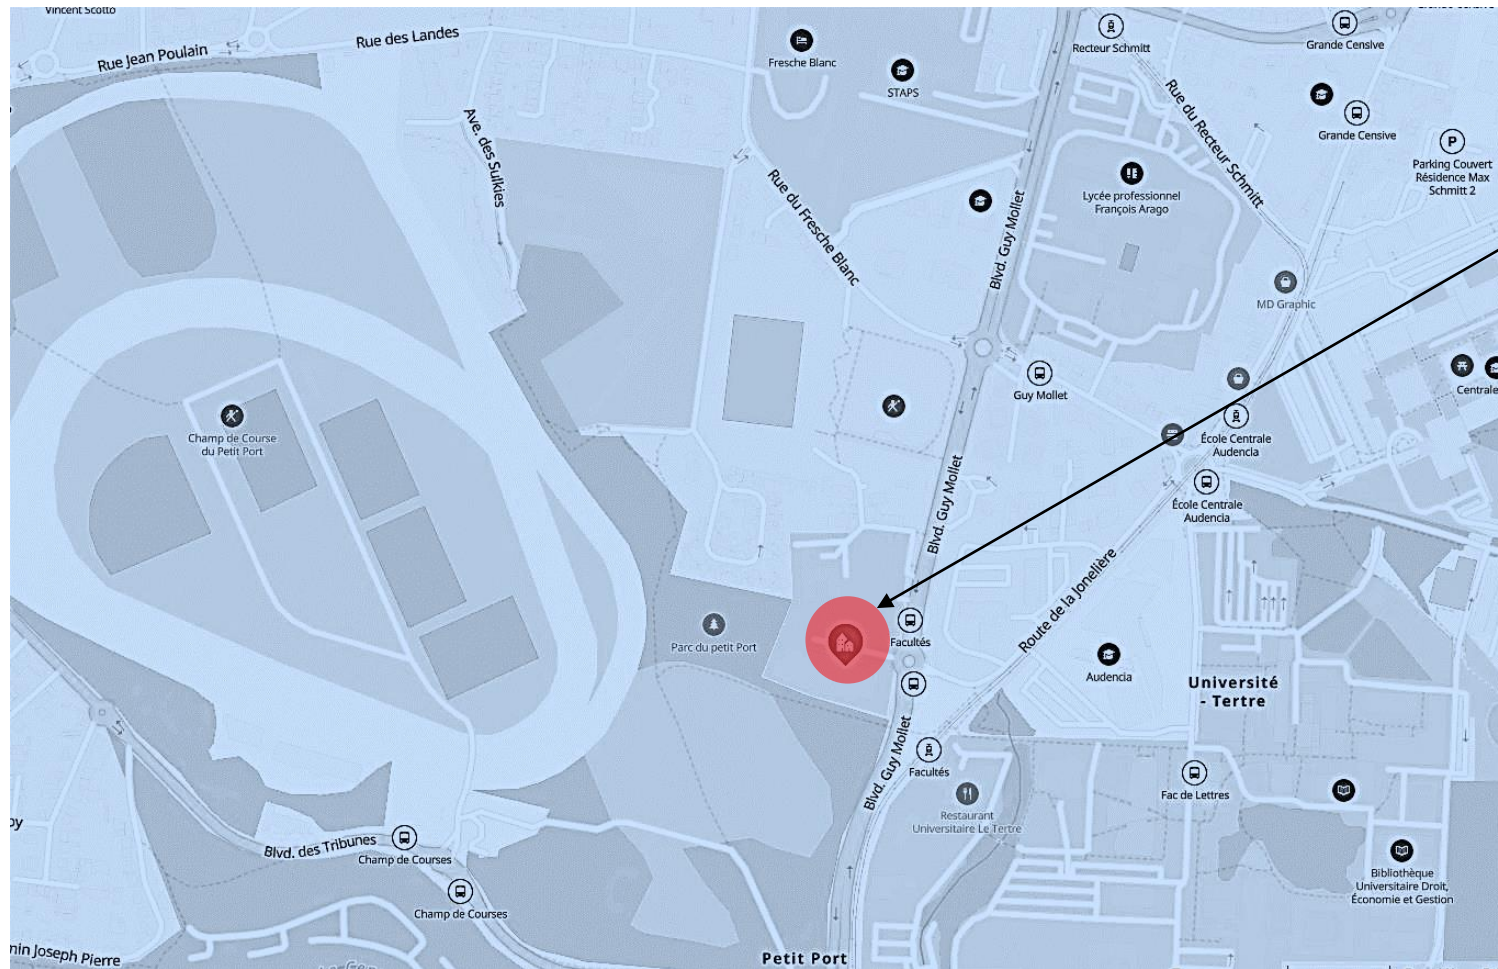 Vincent Scotto
Rue Jean Poulain
Rue des Landes
Fresche Blanc
STAPS
Recteur Schmitt
Grande Censive
Grande Censive
Rue du Recteur Schmitt
Parking Couvert
Résidence Max
Schmitt 2
Ave. des Sulkies
Rue du Fresche Blanc
Blvd. Guy Mollet
Lycée professionnel
François Arago
MD Graphic
Guy Mollet
Centrale
Champ de Course
du Petit Port
École Centrale
Audencia
École Centrale
Audencia
Blvd. Guy Mollet
Route de la Jonelière
Parc du petit Port
Facultés
Audencia
Université
- Tertre
Blvd. Guy Mollet
Facultés
Fac de Lettres
Restaurant
Universitaire Le Tertre
Blvd. des Tribunes
Champ de Courses
Champ de Courses
Bibliothèque
Universitaire Droit,
Économie et Gestion
nin Joseph Pierre
Petit Port